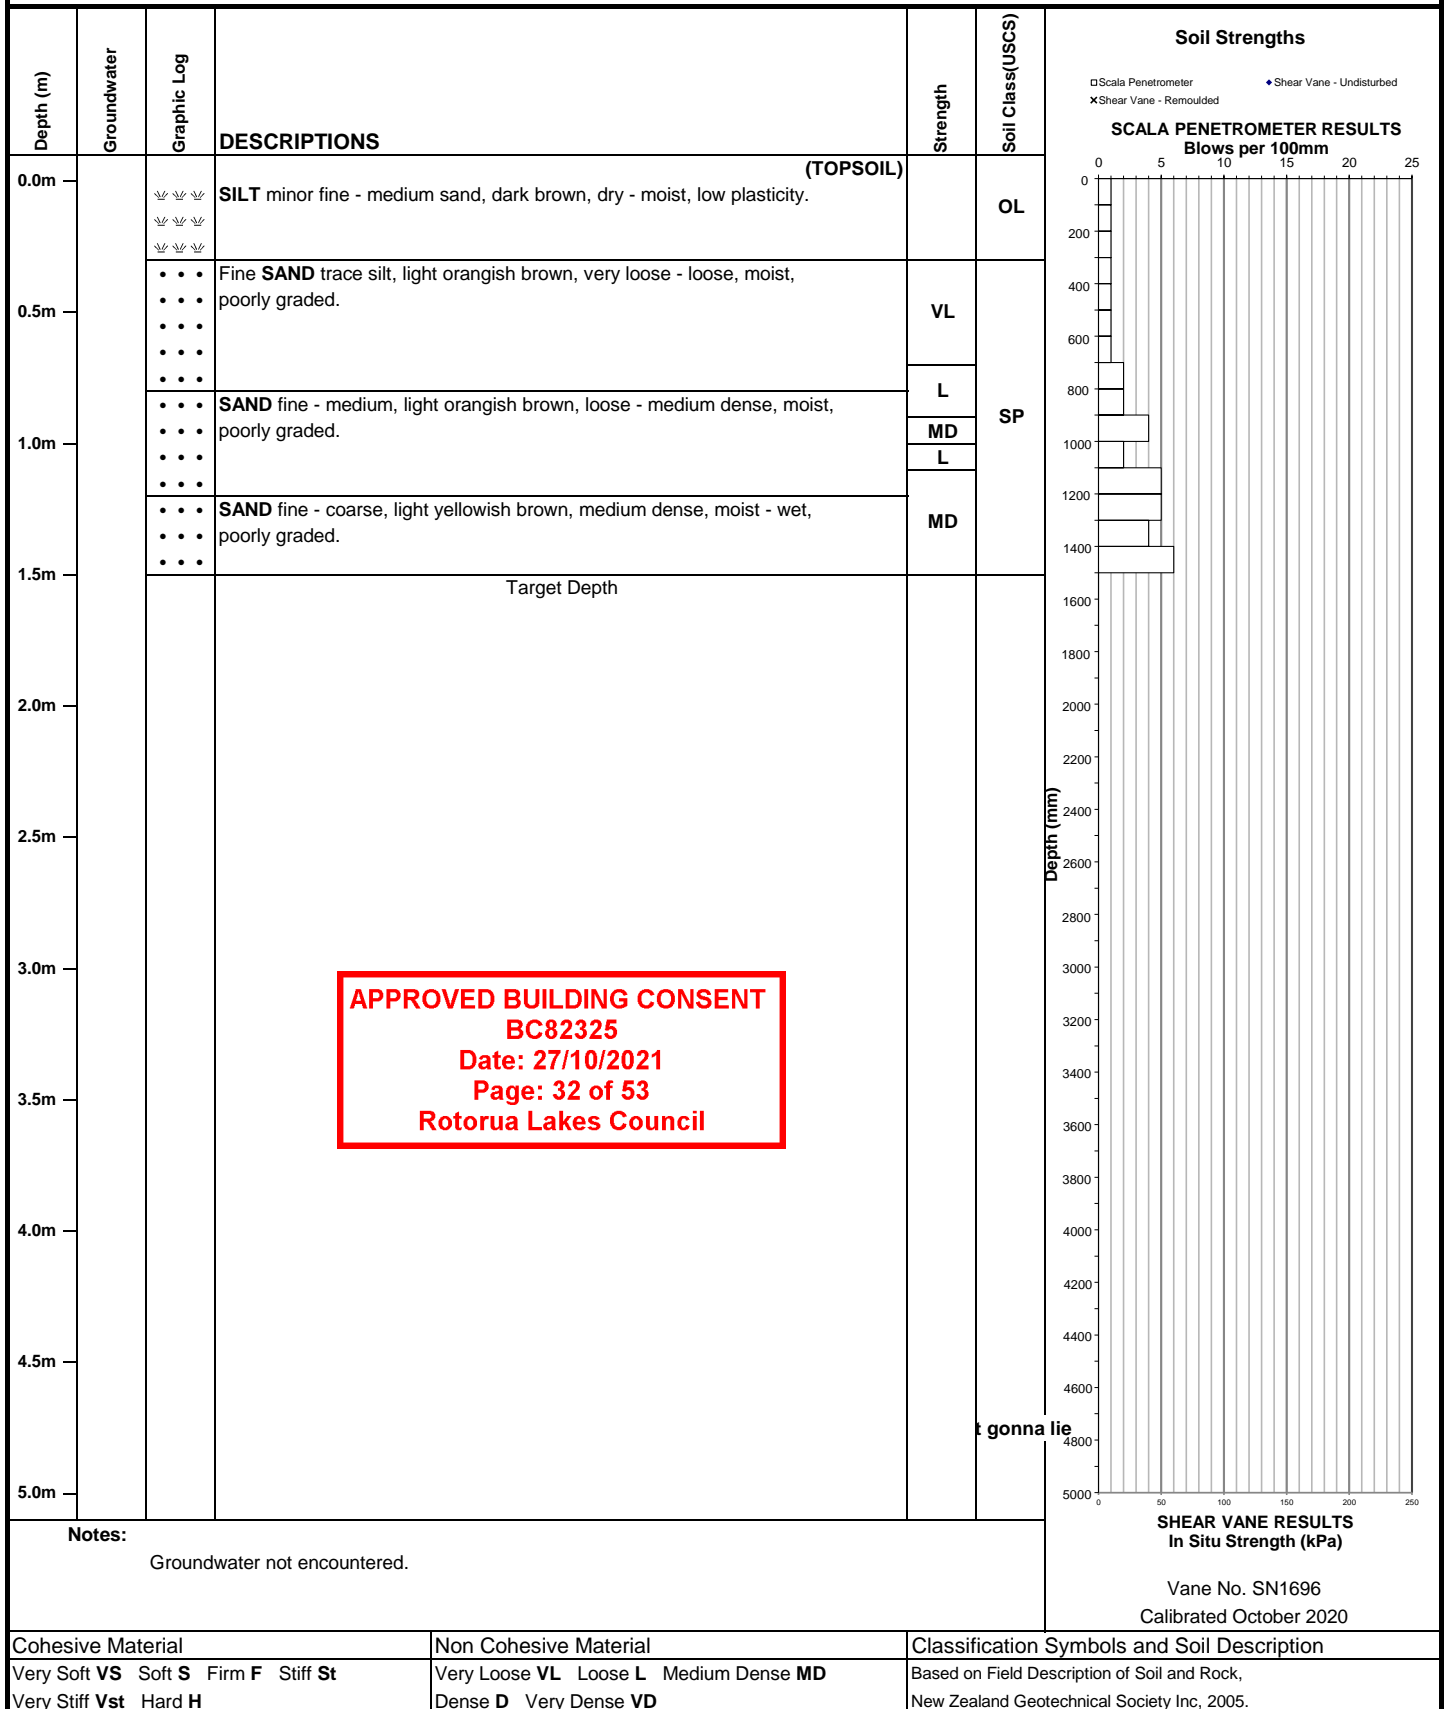 Depth (m)
Groundwater
Graphic Log
DESCRIPTIONS
Strength
Soil Class(USCS)
Soil Strengths
Scala Penetrometer
Shear Vane - Undisturbed
Shear Vane - Remoulded
SCALA PENETROMETER RESULTS
Blows per 100mm
0 5 10 15 20 25
(TOPSOIL)
0.0m
SILT minor fine - medium sand, dark brown, dry - moist, low plasticity.
OL
Fine SAND trace silt, light orangish brown, very loose - loose, moist,
poorly graded.
0.5m
VL
L
SAND fine - medium, light orangish brown, loose - medium dense, moist,
poorly graded.
SP
MD
1.0m
L
SAND fine - coarse, light yellowish brown, medium dense, moist - wet,
poorly graded.
MD
1.5m
Target Depth
2.0m
2.5m
3.0m
3.5m
4.0m
4.5m
5.0m
0
200
400
600
800
1000
1200
1400
1600
1800
2000
2200
2400
2600
2800
3000
3200
3400
3600
3800
4000
4200
4400
4600
4800
5000
Depth (mm)
APPROVED BUILDING CONSENT
BC82325
Date: 27/10/2021
Page: 32 of 53
Rotorua Lakes Council
t gonna lie
0 50 100 150 200 250
SHEAR VANE RESULTS
In Situ Strength (kPa)
Vane No. SN1696
Calibrated October 2020
Notes:
Groundwater not encountered.
Cohesive Material
Very Soft VS Soft S Firm F Stiff St
Very Stiff Vst Hard H
Non Cohesive Material
Very Loose VL Loose L Medium Dense MD
Dense D Very Dense VD
Classification Symbols and Soil Description
Based on Field Description of Soil and Rock,
New Zealand Geotechnical Society Inc, 2005.